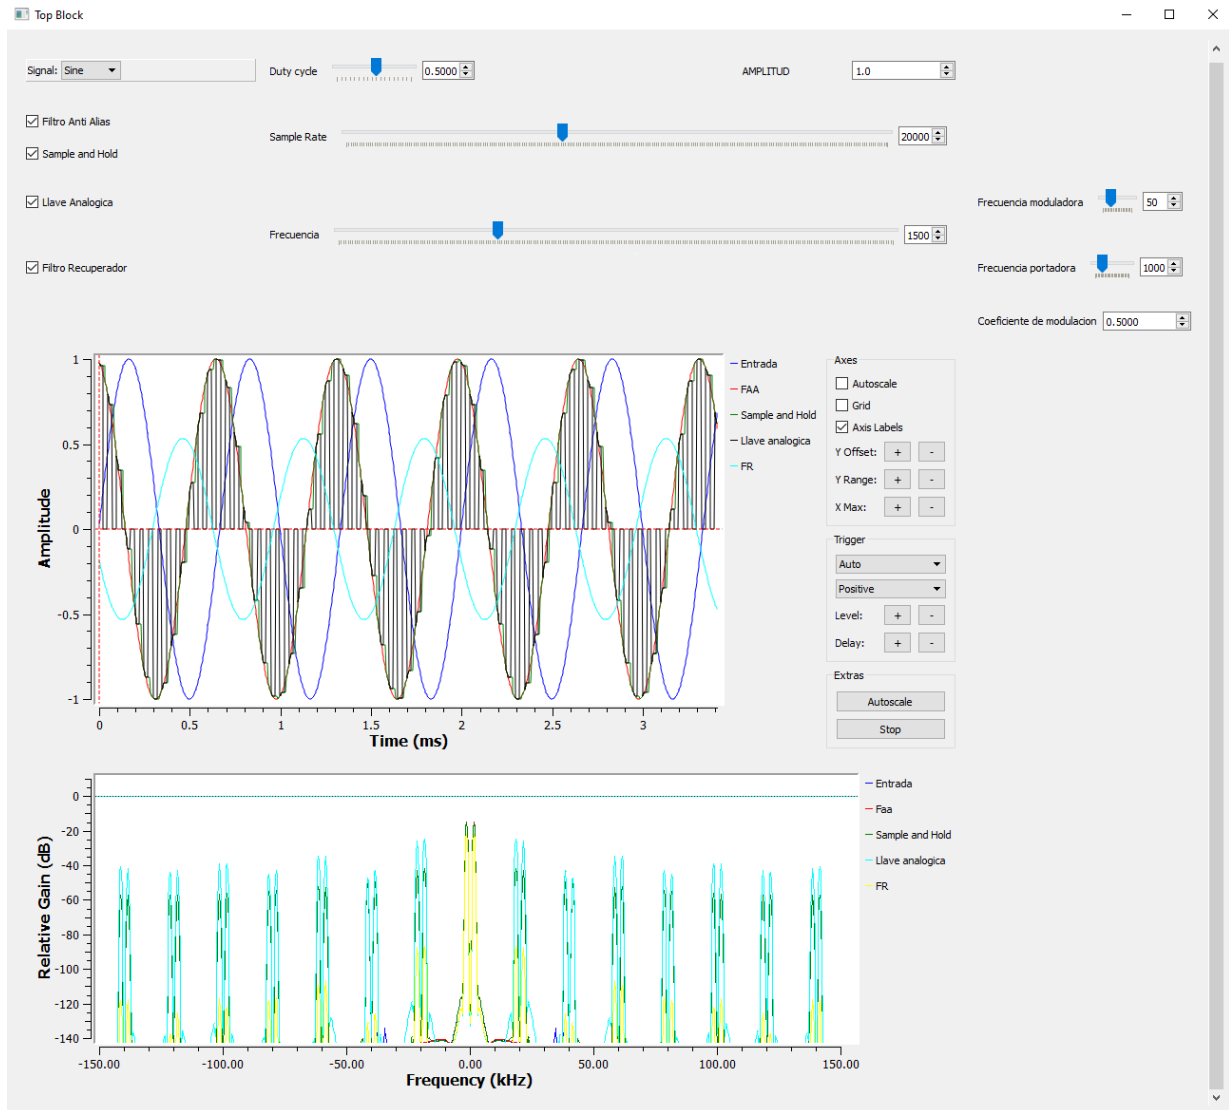 Top Block
Signal: Sine
Duty cycle
0.5000
AMPLITUD
1.0
Filtro Anti Alias
Sample Rate
20000
Sample and Hold
Llave Analogica
Frecuencia
1500
Filtro Recuperador
Frecuencia moduladora
50
Frecuencia portadora
1000
Coeficiente de modulacion
0.5000
1
0.5
0
-0.5
-1
Amplitude
0
0.5
1
1.5
2
2.5
3
Time (ms)
Entrada
FAA
Sample and Hold
Llave analogica
FR
Axes
Autoscale
Grid
Axis Labels
Y Offset: + -
Y Range: + -
X Max: + -
Trigger
Auto
Positive
Level: + -
Delay: + -
Extras
Autoscale
Stop
0
-20
-40
-60
-80
-100
-120
-140
Relative Gain (dB)
-150.00
-100.00
-50.00
0.00
50.00
100.00
150.00
Frequency (kHz)
Entrada
Faa
Sample and Hold
Llave analogica
FR